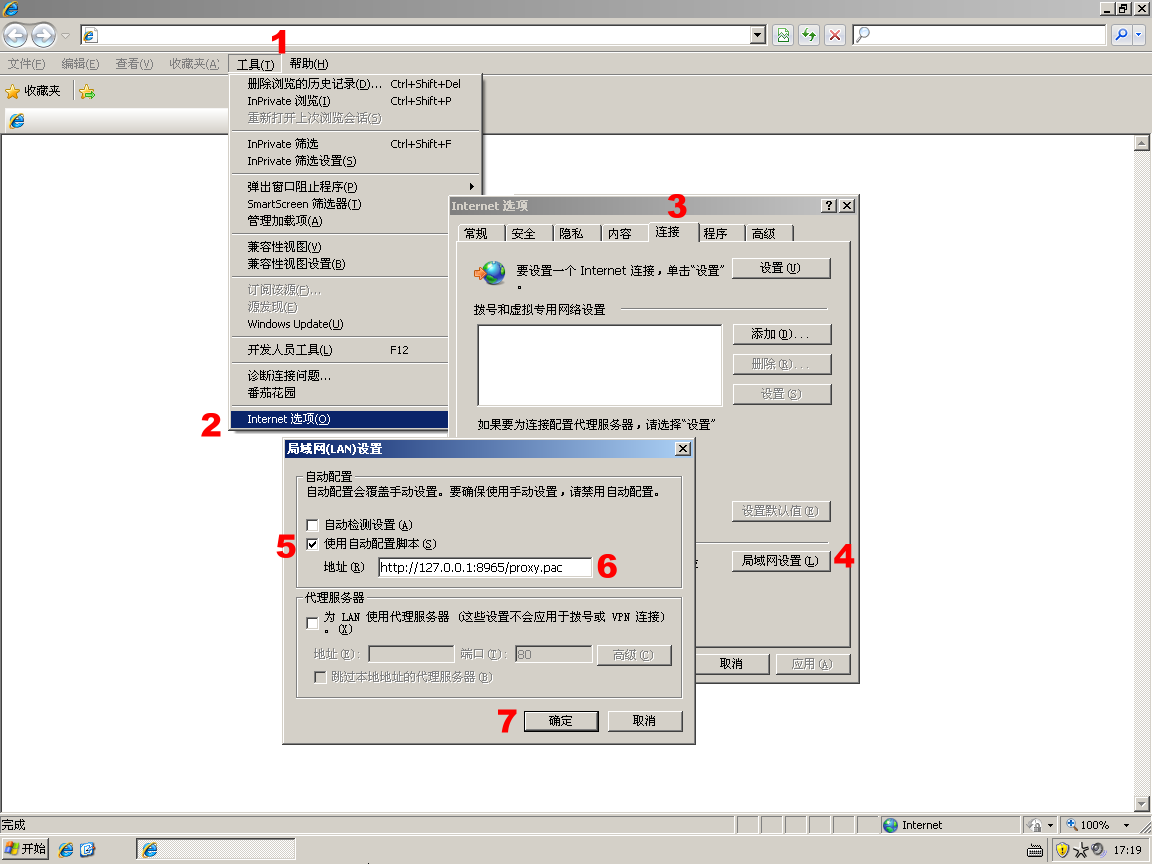 1
文件(F) 编辑(E) 查看(V) 收藏夹(A) 工具(T) 帮助(H)
收藏夹
删除浏览的历史记录(D)... Ctrl+Shift+Del
InPrivate 浏览(I) Ctrl+Shift+P
重新打开上次浏览会话(S)
InPrivate 筛选 Ctrl+Shift+F
InPrivate 筛选设置(S)
弹出窗口阻止程序(P)
SmartScreen 筛选器(T)
管理加载项(A)
兼容性视图(V)
兼容性视图设置(B)
订阅该源(F)...
源发现(E)
Windows Update(U)
开发人员工具(L) F12
诊断连接问题...
番茄花园
2 Internet 选项(O)
Internet 选项
3
常规 安全 隐私 内容 连接 程序 高级
要设置一个 Internet 连接，单击“设置”
。
设置(U)
拨号和虚拟专用网络设置
添加(D)...
删除(R)...
设置(S)
如果要为连接配置代理服务器，请选择“设置”
设置默认值(E)
局域网设置(L) 4
取消 应用(A)
局域网(LAN)设置
自动配置
自动配置会覆盖手动设置。要确保使用手动设置，请禁用自动配置。
自动检测设置(A)
5 使用自动配置脚本(S)
地址(R) http://127.0.0.1:8965/proxy.pac 6
代理服务器
为 LAN 使用代理服务器（这些设置不会应用于拨号或 VPN 连接）
。(X)
地址(E): 端口(T): 80 高级(C)
跳过本地地址的代理服务器(B)
7 确定 取消
完成 Internet 100%
开始 17:19